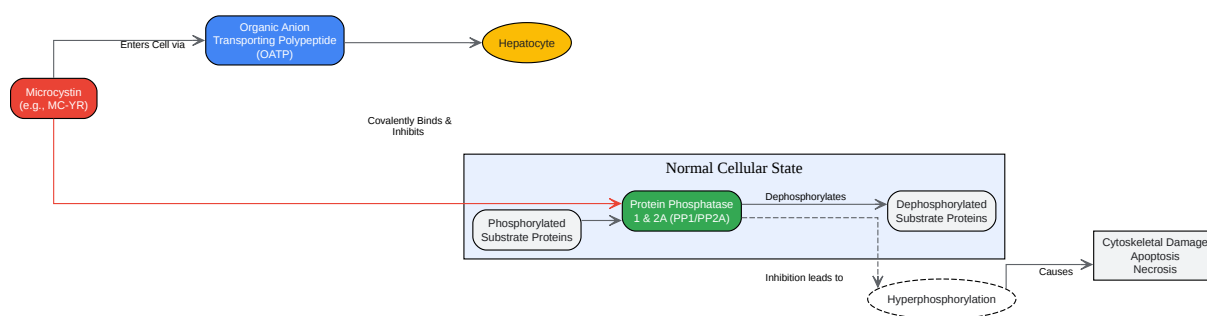 Organic Anion
Transporting Polypeptide
(OATP)
Enters Cell via
Hepatocyte
Microcystin
(e.g., MC-YR)
Covalently Binds &
Inhibits
Normal Cellular State
Protein Phosphatase
1 & 2A (PP1/PP2A)
Dephosphorylates
Dephosphorylated
Substrate Proteins
Phosphorylated
Substrate Proteins
Cytoskeletal Damage
Apoptosis
Necrosis
Inhibition leads to
Causes
Hyperphosphorylation